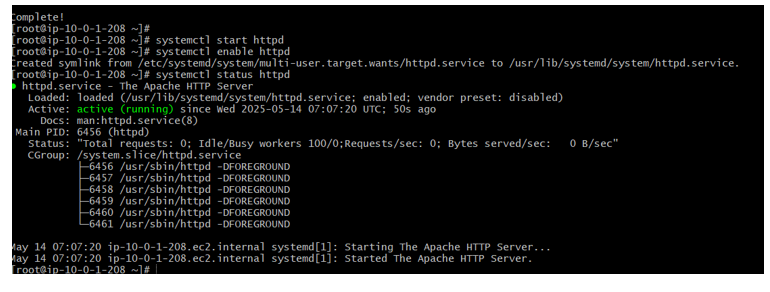 Complete!
[root@ip-10-0-1-208 ~]#
[root@ip-10-0-1-208 ~]# systemctl start httpd
[root@ip-10-0-1-208 ~]# systemctl enable httpd
Created symlink from /etc/systemd/system/multi-user.target.wants/httpd.service to /usr/lib/systemd/system/httpd.service.
[root@ip-10-0-1-208 ~]# systemctl status httpd
● httpd.service - The Apache HTTP Server
   Loaded: loaded (/usr/lib/systemd/system/httpd.service; enabled; vendor preset: disabled)
   Active: active (running) since Wed 2025-05-14 07:07:20 UTC; 50s ago
     Docs: man:httpd.service(8)
 Main PID: 6456 (httpd)
   Status: "Total requests: 0; Idle/Busy workers 100/0;Requests/sec: 0; Bytes served/sec:   0 B/sec"
   CGroup: /system.slice/httpd.service
           ├─6456 /usr/sbin/httpd -DFOREGROUND
           ├─6457 /usr/sbin/httpd -DFOREGROUND
           ├─6458 /usr/sbin/httpd -DFOREGROUND
           ├─6459 /usr/sbin/httpd -DFOREGROUND
           ├─6460 /usr/sbin/httpd -DFOREGROUND
           └─6461 /usr/sbin/httpd -DFOREGROUND

May 14 07:07:20 ip-10-0-1-208.ec2.internal systemd[1]: Starting The Apache HTTP Server...
May 14 07:07:20 ip-10-0-1-208.ec2.internal systemd[1]: Started The Apache HTTP Server.
[root@ip-10-0-1-208 ~]#